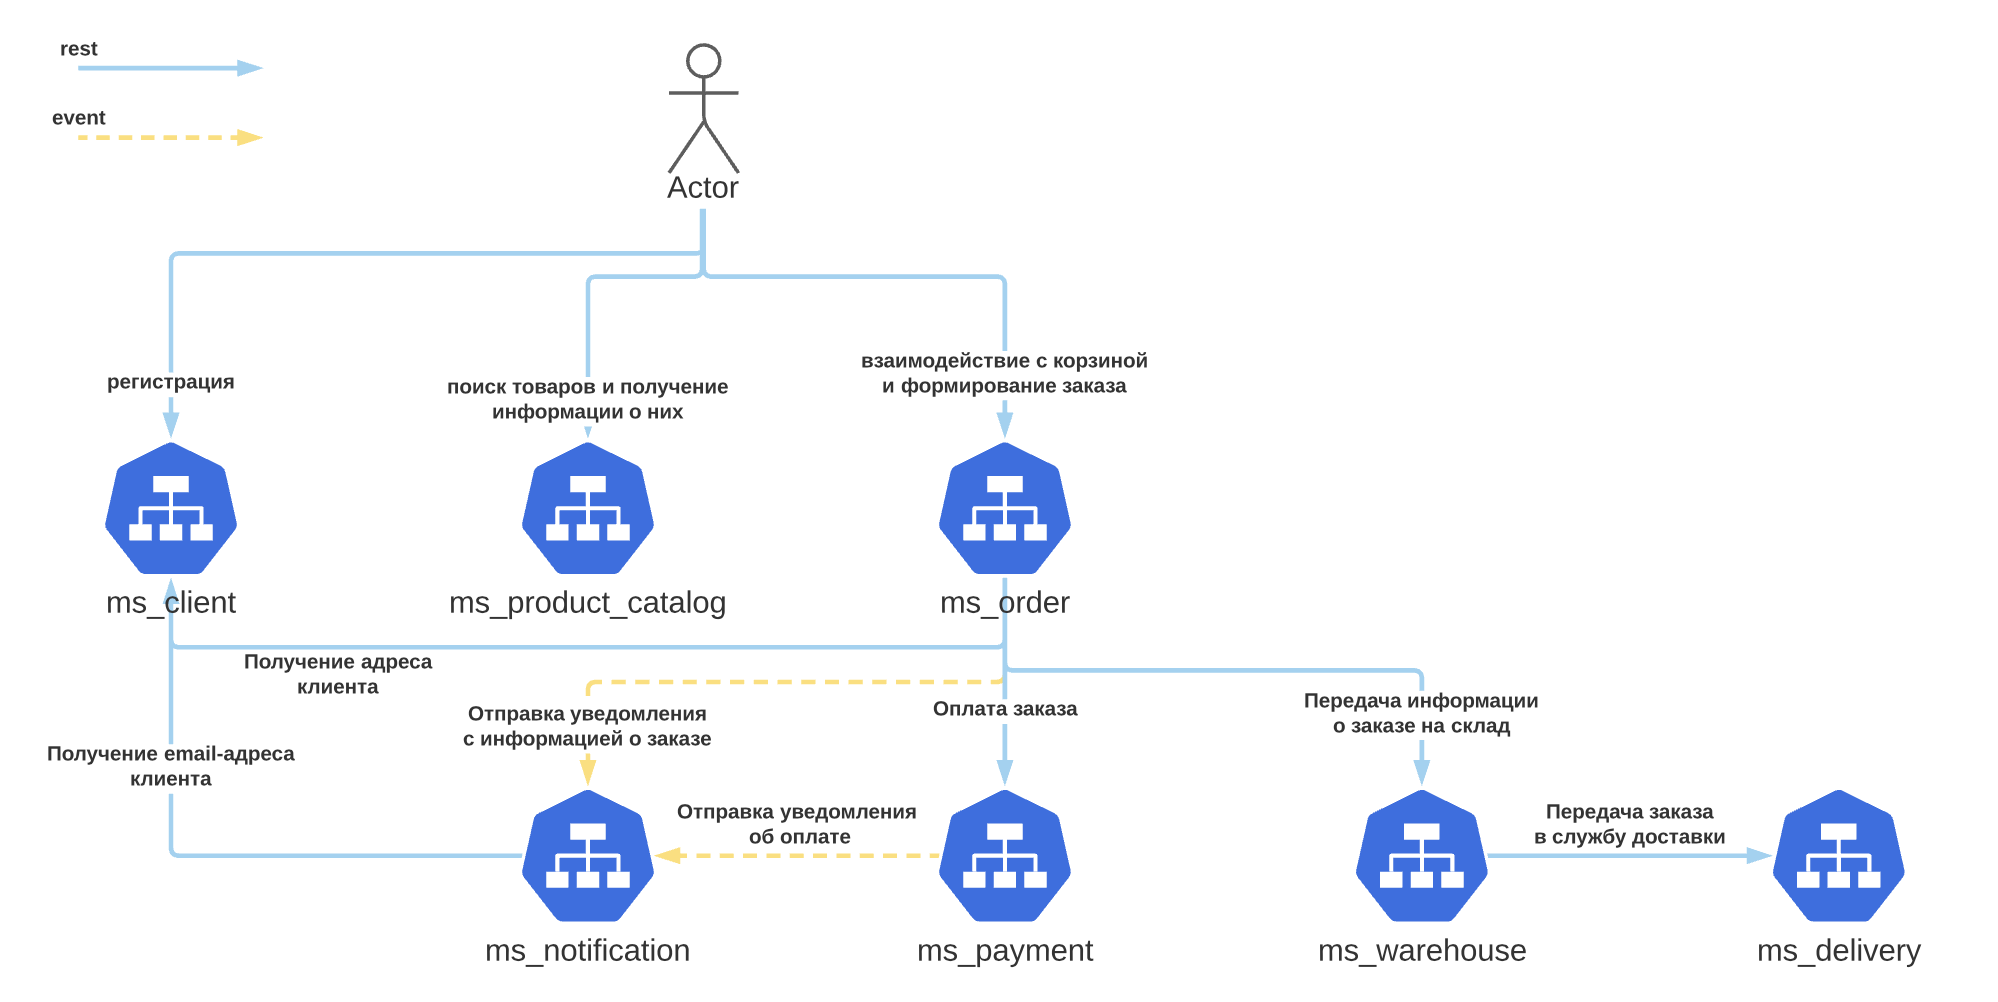 rest
event
Actor
регистрация
поиск товаров и получение
информации о них
взаимодействие с корзиной
и формирование заказа
ms_client
ms_product_catalog
ms_order
Получение адреса
клиента
Отправка уведомления
с информацией о заказе
Оплата заказа
Передача информации
о заказе на склад
Получение email-адреса
клиента
Отправка уведомления
об оплате
Передача заказа
в службу доставки
ms_notification
ms_payment
ms_warehouse
ms_delivery